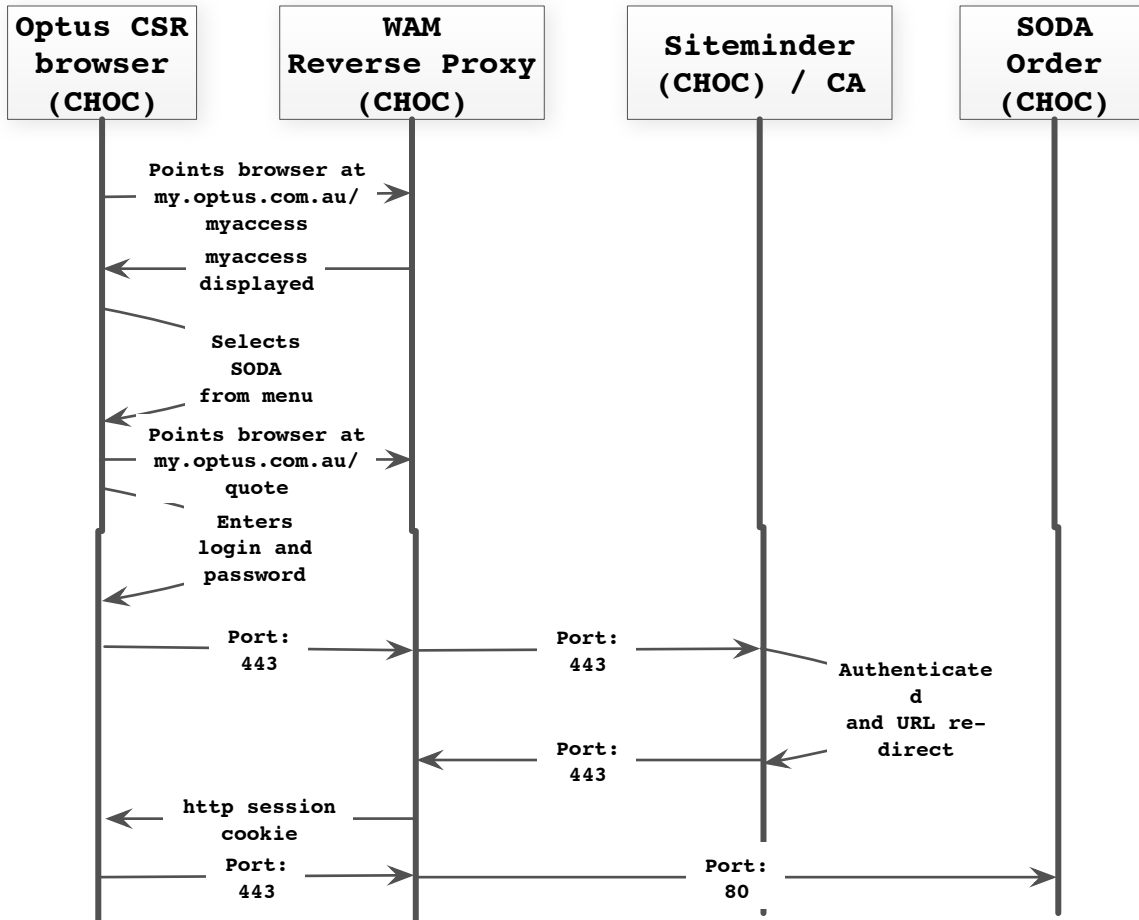 Optus CSR
browser
(CHOC)
WAM
Reverse Proxy
(CHOC)
Siteminder
(CHOC) / CA
SODA
Order
(CHOC)
Points browser at
my.optus.com.au/
myaccess
myaccess
displayed
Selects
SODA
from menu
Points browser at
my.optus.com.au/
quote
Enters
login and
password
Port:
443
Port:
443
Authenticate
d
and URL re-
direct
Port:
443
http session
cookie
Port:
443
Port:
80